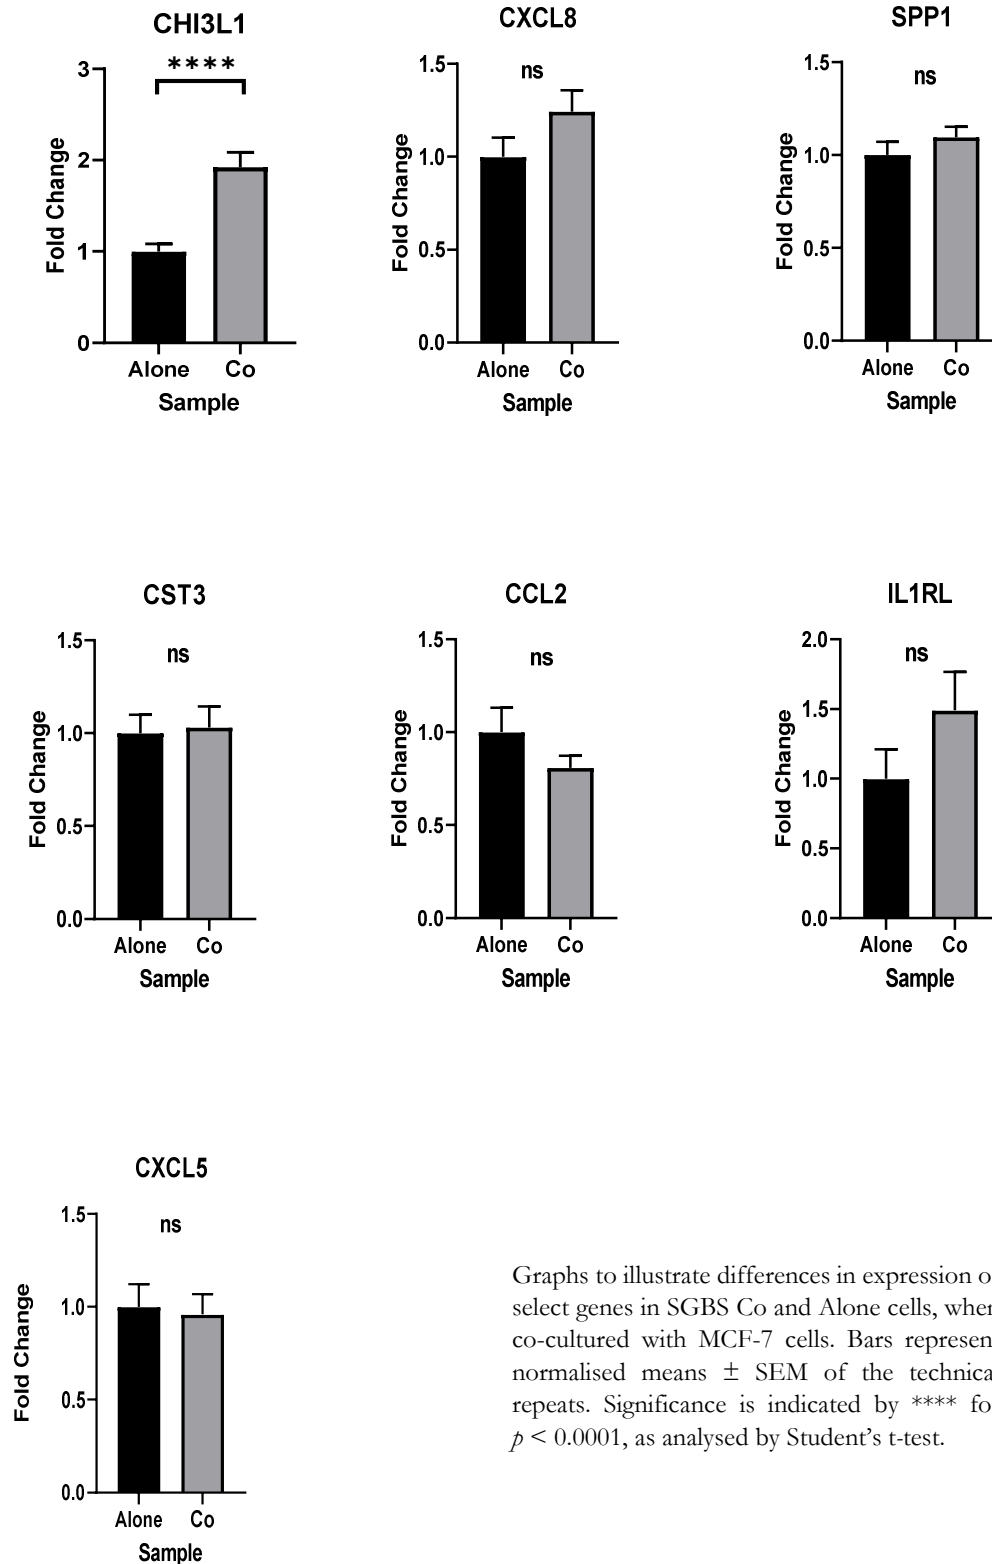 CHI3L1
CXCL8
SPP1
****
ns
ns
3
2
1
0
Fold Change
Alone
Co
Sample
1.5
1.0
0.5
0.0
Fold Change
Alone
Co
Sample
1.5
1.0
0.5
0.0
Fold Change
Alone
Co
Sample
CST3
CCL2
IL1RL
ns
ns
ns
1.5
1.0
0.5
0.0
Fold Change
Alone
Co
Sample
1.5
1.0
0.5
0.0
Fold Change
Alone
Co
Sample
2.0
1.5
1.0
0.5
0.0
Fold Change
Alone
Co
Sample
CXCL5
ns
1.5
1.0
0.5
0.0
Fold Change
Alone
Co
Sample
Graphs to illustrate differences in expression o
select genes in SGBS Co and Alone cells, when
co-cultured with MCF-7 cells. Bars represen
normalised means ± SEM of the technica
repeats. Significance is indicated by **** fo
p < 0.0001, as analysed by Student’s t-test.